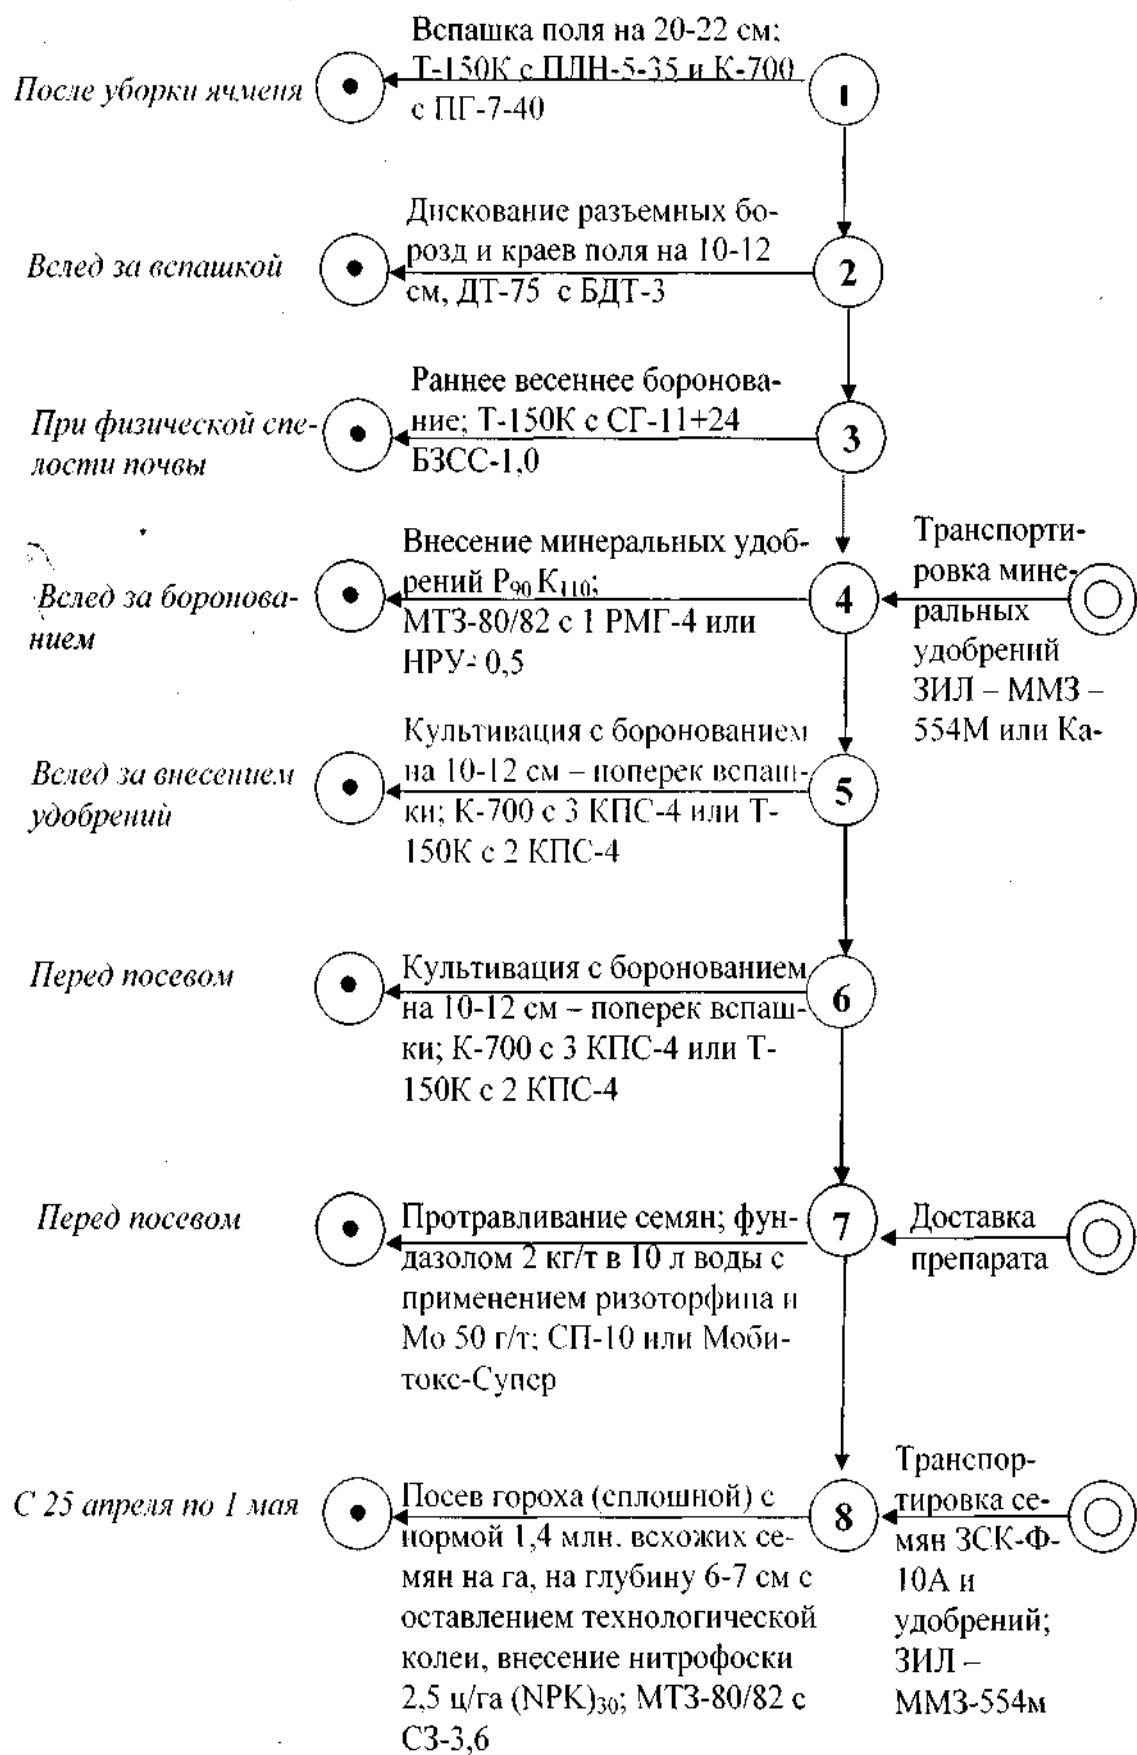 После уборки ячменя
Вспашка поля на 20-22 см;
Т-150К с ПЛН-5-35 и К-700
с ПГ-7-40
1
Вслед за вспашкой
Дискование разъемных бо-
розд и краев поля на 10-12
см, ДТ-75 с БДТ-3
2
При физической спе-
лости почвы
Раннее весеннее боронова-
ние; Т-150К с СГ-11+24
БЗСС-1,0
3
Вслед за боронова-
нием
Внесение минеральных удоб-
рений P₉₀ K₁₁₀;
МТЗ-80/82 с 1 РМГ-4 или
НРУ- 0,5
4
Транспорти-
ровка мине-
ральных
удобрений
ЗИЛ – ММЗ –
554М или Ка-
Вслед за внесением
удобрений
Культивация с боронованием
на 10-12 см – поперек вспаш-
ки; К-700 с 3 КПС-4 или Т-
150К с 2 КПС-4
5
Перед посевом
Культивация с боронованием
на 10-12 см – поперек вспаш-
ки; К-700 с 3 КПС-4 или Т-
150К с 2 КПС-4
6
Перед посевом
Протравливание семян; фун-
дазолом 2 кг/т в 10 л воды с
применением ризоторфина и
Мо 50 г/т; СП-10 или Моби-
токс-Супер
7
Доставка
препарата
С 25 апреля по 1 мая
Посев гороха (сплошной) с
нормой 1,4 млн. всхожих се-
мян на га, на глубину 6-7 см с
оставлением технологической
колеи, внесение нитрофоски
2,5 ц/га (NPK)₃₀; МТЗ-80/82 с
СЗ-3,6
8
Транспор-
тировка се-
мян ЗСК-Ф-
10А и
удобрений;
ЗИЛ –
ММЗ-554м